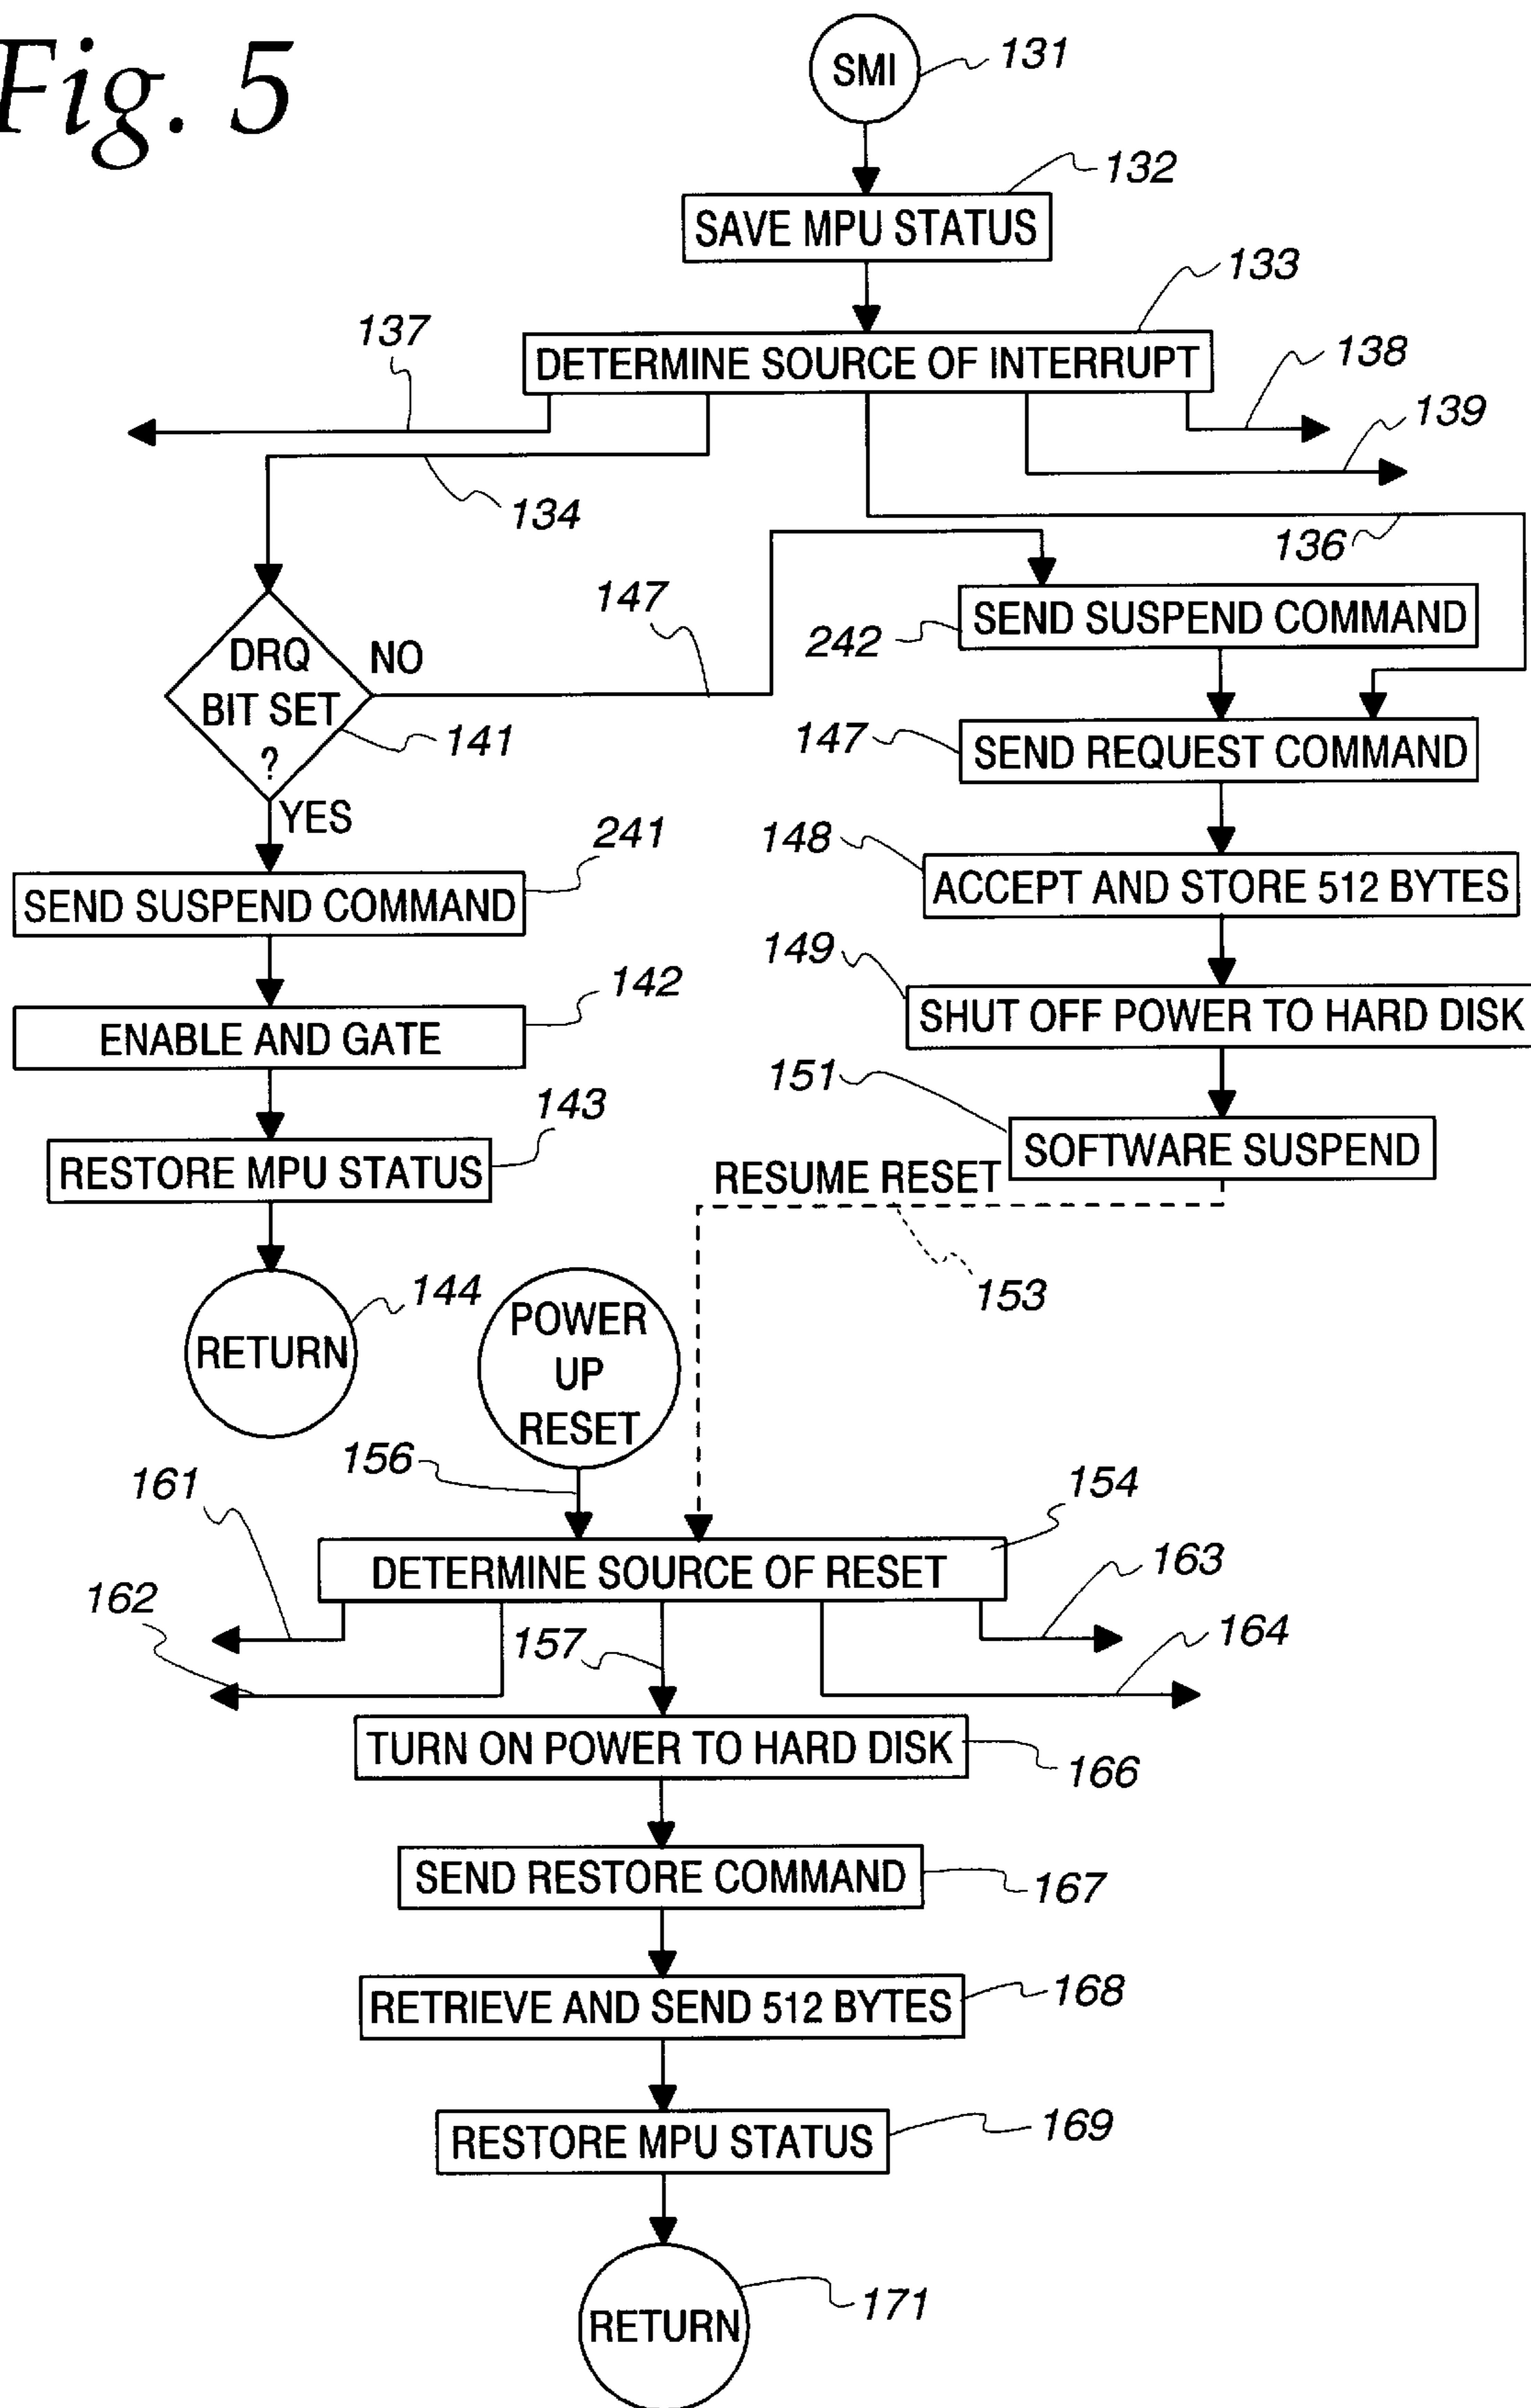 Fig. 5
SMI
131
132
SAVE MPU STATUS
133
137
DETERMINE SOURCE OF INTERRUPT
138
139
134
136
147
SEND SUSPEND COMMAND
242
DRQ
BIT SET
?
NO
141
147
SEND REQUEST COMMAND
YES
241
148
SEND SUSPEND COMMAND
ACCEPT AND STORE 512 BYTES
149
142
ENABLE AND GATE
SHUT OFF POWER TO HARD DISK
151
143
RESTORE MPU STATUS
SOFTWARE SUSPEND
RESUME RESET
153
144
RETURN
POWER
UP
RESET
156
161
154
DETERMINE SOURCE OF RESET
163
162
157
164
TURN ON POWER TO HARD DISK
166
SEND RESTORE COMMAND
167
RETRIEVE AND SEND 512 BYTES
168
RESTORE MPU STATUS
169
RETURN
171